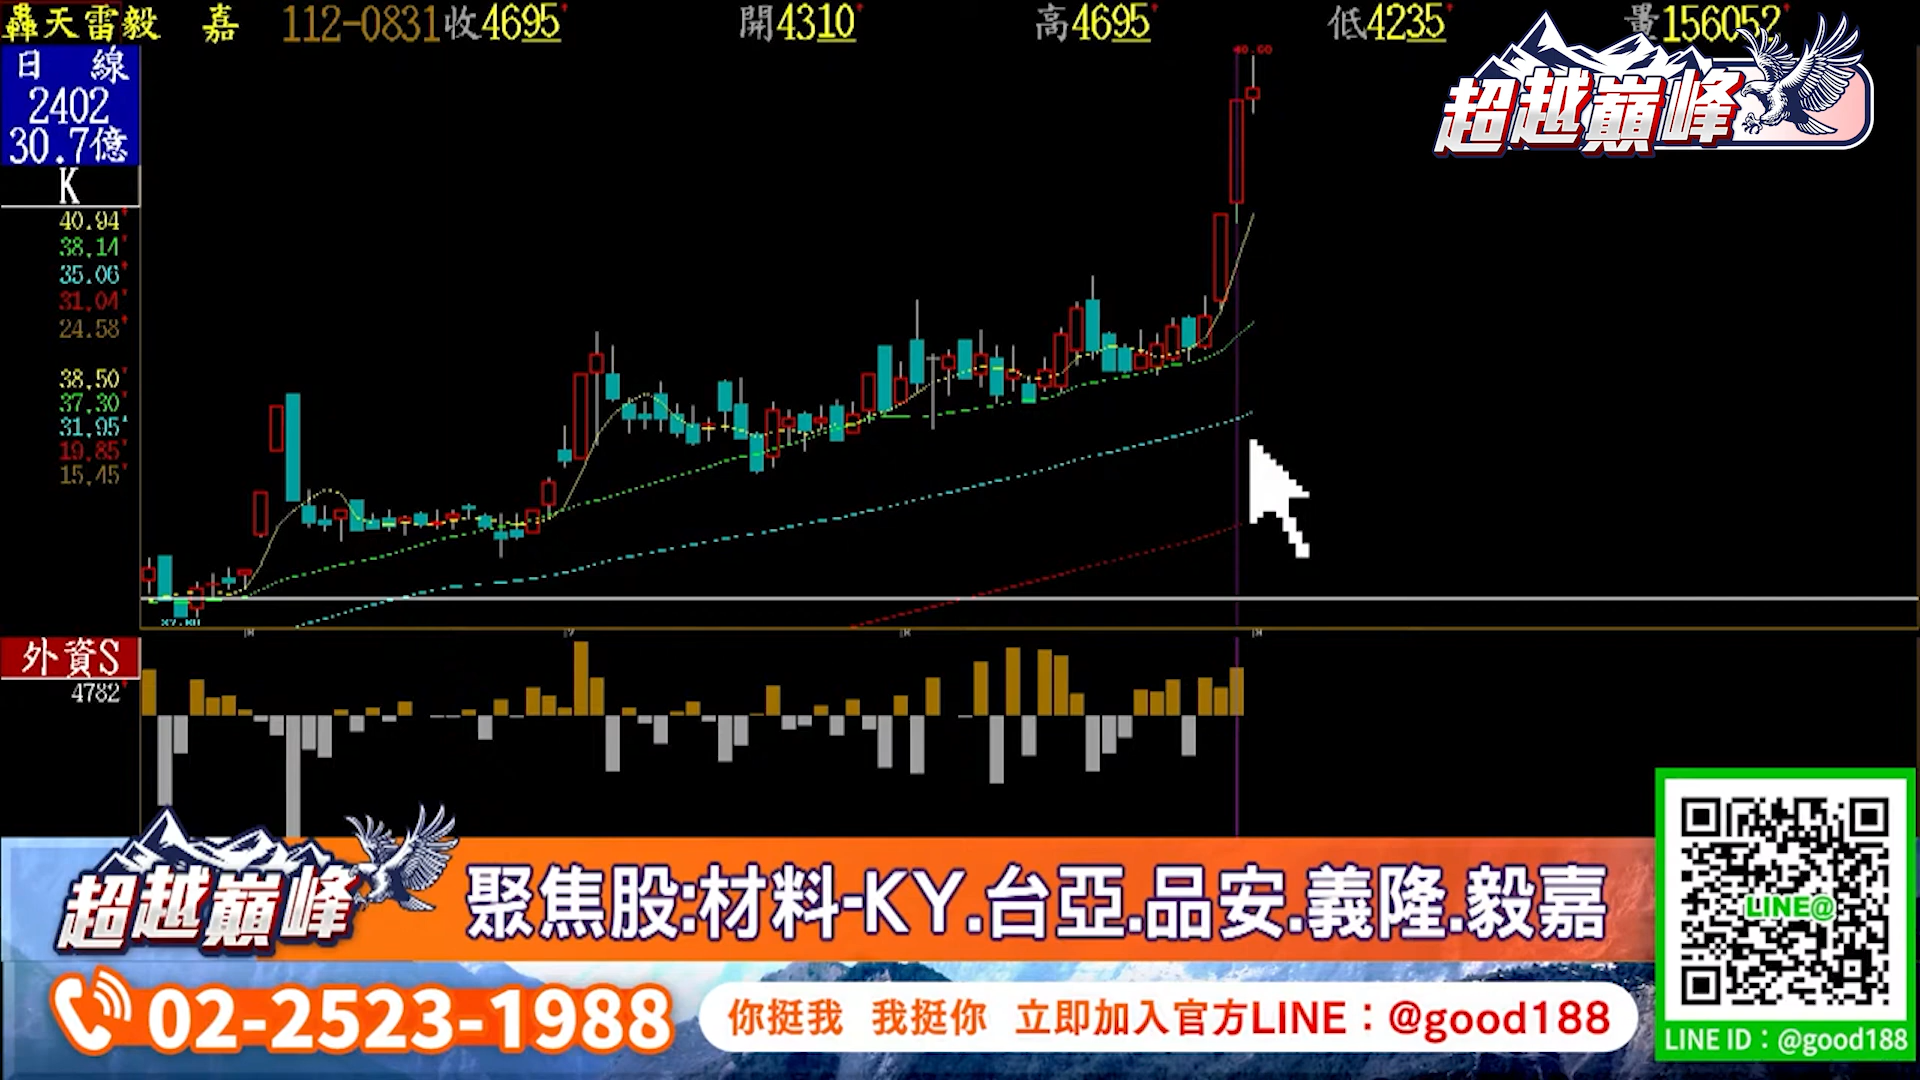 轟天雷毅 嘉 112-0831收4695 開4310 高4695 低4235 量156052
超越巔峰
日 線
2402
30.7億
K
40.94
38.14
35.06
31.04
24.58
38.50
37.30
31.95
19.85
15.45
外資S
4782
超越巔峰
聚焦股:材料-KY.台亞.品安.義隆.毅嘉
02-2523-1988
你挺我 我挺你 立即加入官方LINE：@good188
LINE@
LINE ID：@good188